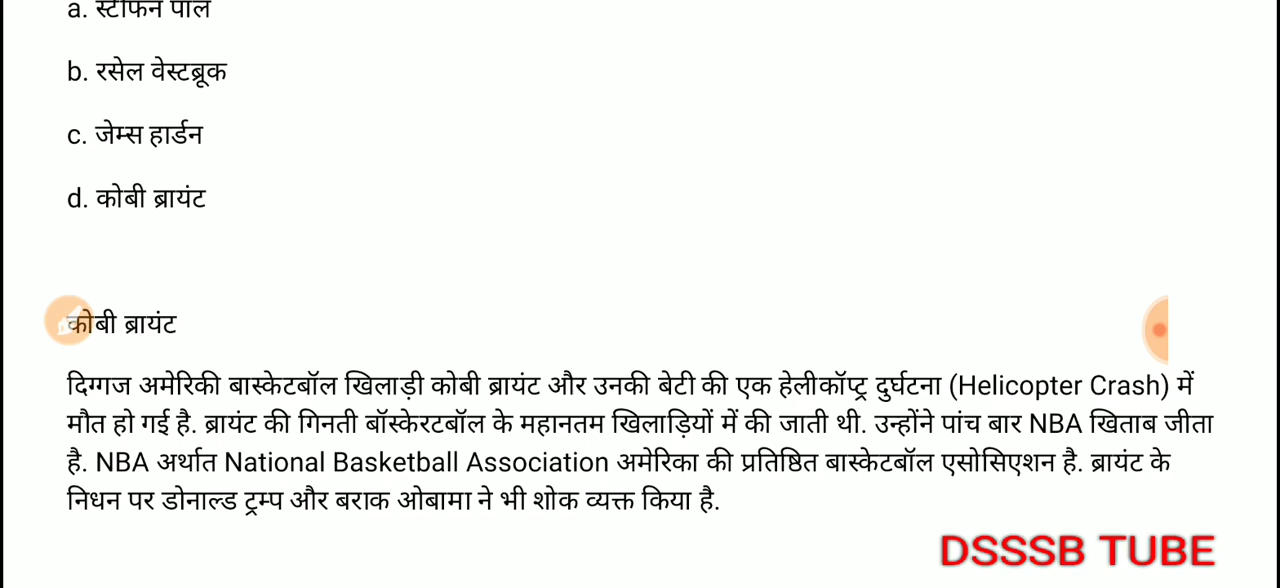 a. स्टीफन पॉल
b. रसेल वेस्टब्रूक
c. जेम्स हार्डन
d. कोबी ब्रायंट
कोबी ब्रायंट
दिग्गज अमेरिकी बास्केटबॉल खिलाड़ी कोबी ब्रायंट और उनकी बेटी की एक हेलीकॉप्ट्र दुर्घटना (Helicopter Crash) में
मौत हो गई है. ब्रायंट की गिनती बॉस्केरटबॉल के महानतम खिलाड़ियों में की जाती थी. उन्होंने पांच बार NBA खिताब जीता
है. NBA अर्थात National Basketball Association अमेरिका की प्रतिष्ठित बास्केटबॉल एसोसिएशन है. ब्रायंट के
निधन पर डोनाल्ड ट्रम्प और बराक ओबामा ने भी शोक व्यक्त किया है.
DSSSB TUBE